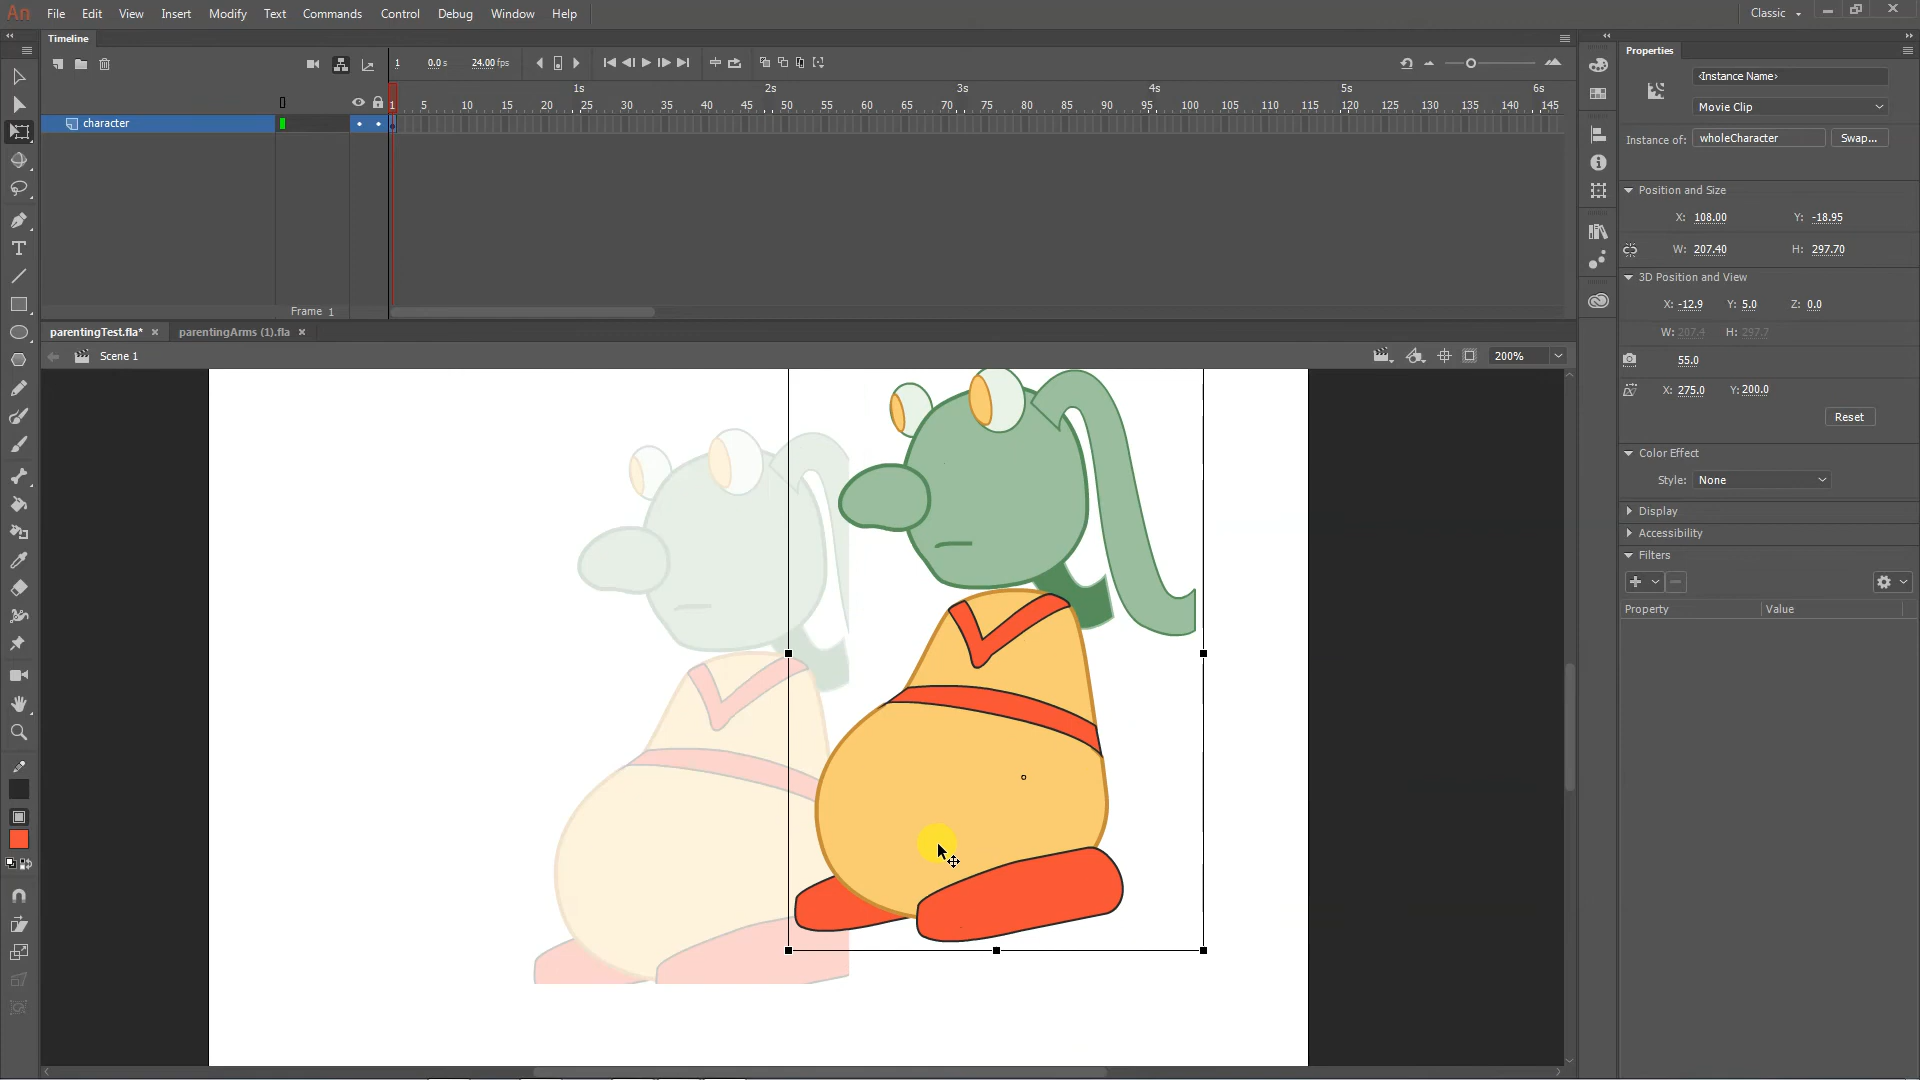 An File Edit View Insert Modify Text Commands Control Debug Window Help Classic
Timeline
Properties
1 0.0 s 24.00 fps
<Instance Name>
1s 2s 3s 4s 5s 6s
1 5 10 15 20 25 30 35 40 45 50 55 60 65 70 75 80 85 90 95 100 105 110 115 120 125 130 135 140 145
Movie Clip
character
Instance of: wholeCharacter Swap...
Position and Size
X: 108.00 Y: -18.95
W: 207.40 H: 297.70
3D Position and View
X: -12.9 Y: 5.0 Z: 0.0
Frame 1
parentingTest.fla* × parentingArms (1).fla ×
W: 207.4 H: 297.7
Scene 1 200%
55.0
X: 275.0 Y: 200.0
Reset
Color Effect
Style: None
Display
Accessibility
Filters
Property Value